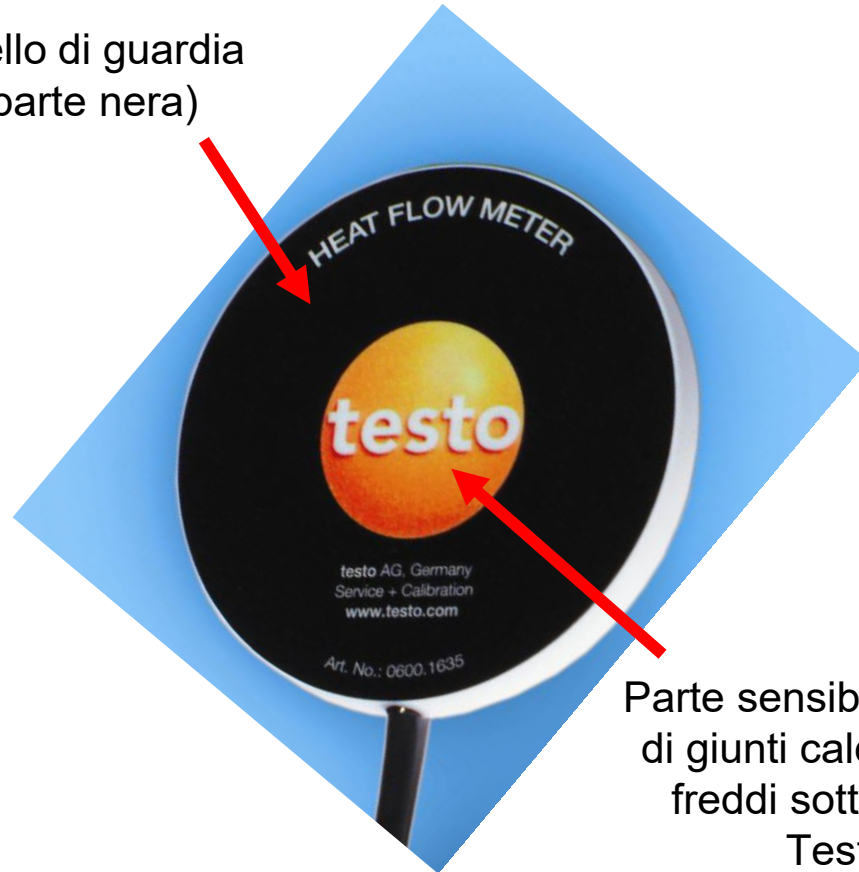 ello di guardia
parte nera)
HEAT FLOW METER
testo
testo AG, Germany
Service + Calibration
www.testo.com
Art. No.: 0600.1635
Parte sensib
di giunti cal
freddi sott
Test